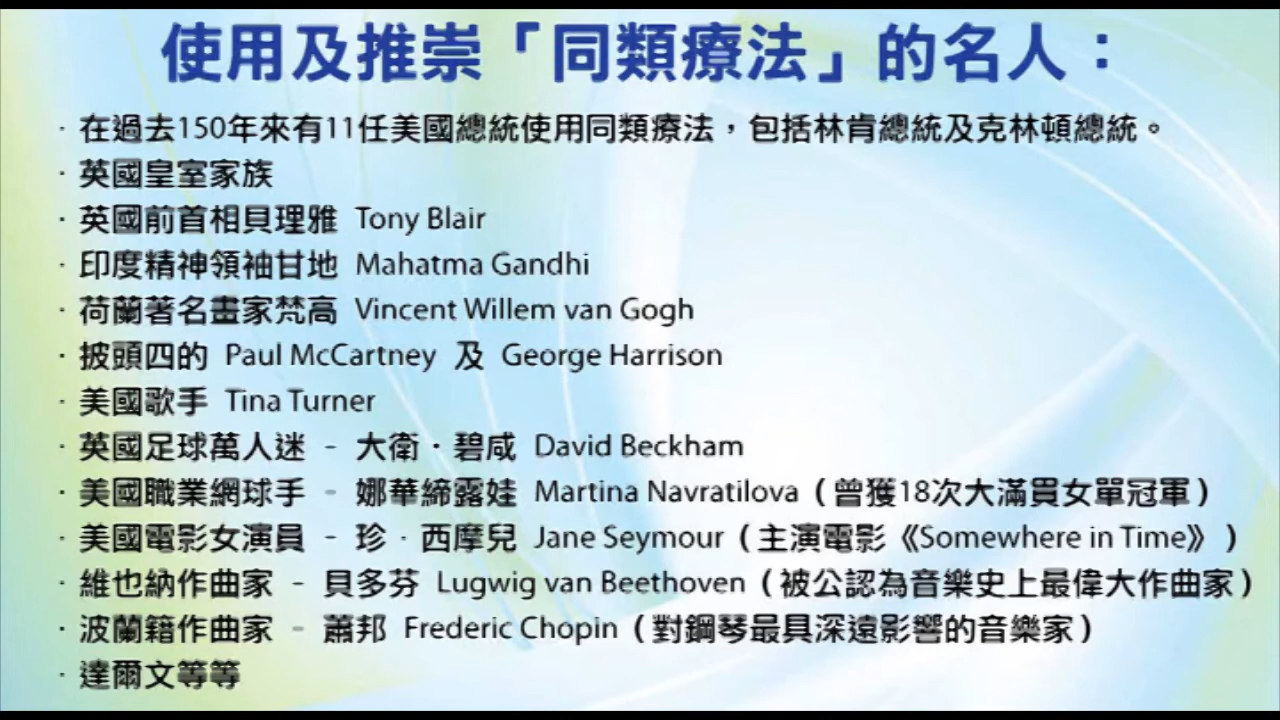 使用及推崇「同類療法」的名人：
· 在過去150年來有11任美國總統使用同類療法，包括林肯總統及克林頓總統。
· 英國皇室家族
· 英國前首相貝理雅 Tony Blair
· 印度精神領袖甘地 Mahatma Gandhi
· 荷蘭著名畫家梵高 Vincent Willem van Gogh
· 披頭四的 Paul McCartney 及 George Harrison
· 美國歌手 Tina Turner
· 英國足球萬人迷 - 大衛·碧咸 David Beckham
· 美國職業網球手 - 娜華締露娃 Martina Navratilova（曾獲18次大滿貫女單冠軍）
· 美國電影女演員 - 珍·西摩兒 Jane Seymour（主演電影《Somewhere in Time》）
· 維也納作曲家 - 貝多芬 Lugwig van Beethoven（被公認為音樂史上最偉大作曲家）
· 波蘭籍作曲家 - 蕭邦 Frederic Chopin（對鋼琴最具深遠影響的音樂家）
· 達爾文等等